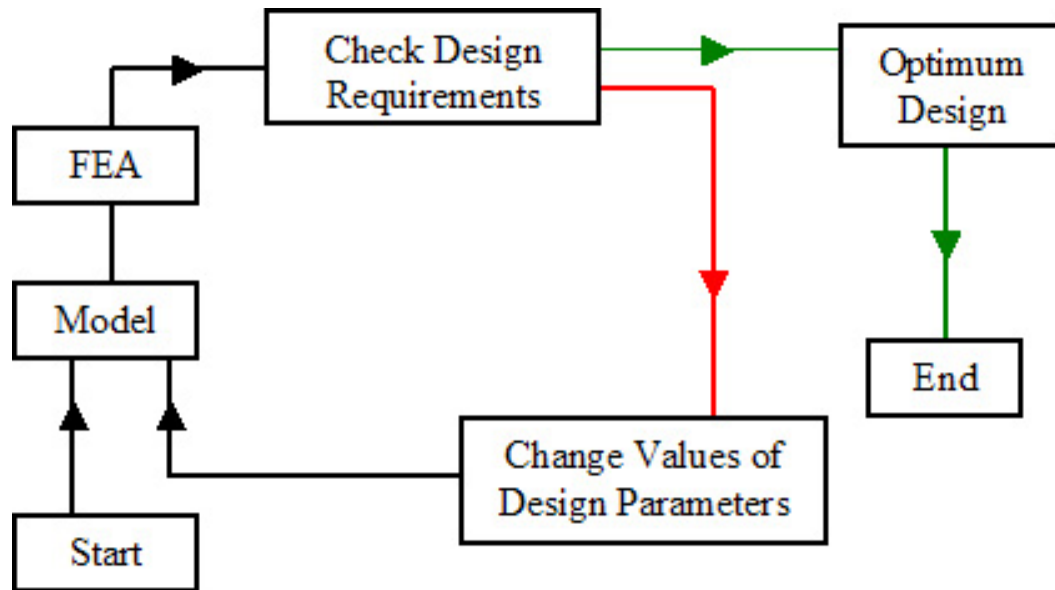 Check Design
Requirements
Optimum
Design
FEA
Model
End
Change Values of
Design Parameters
Start